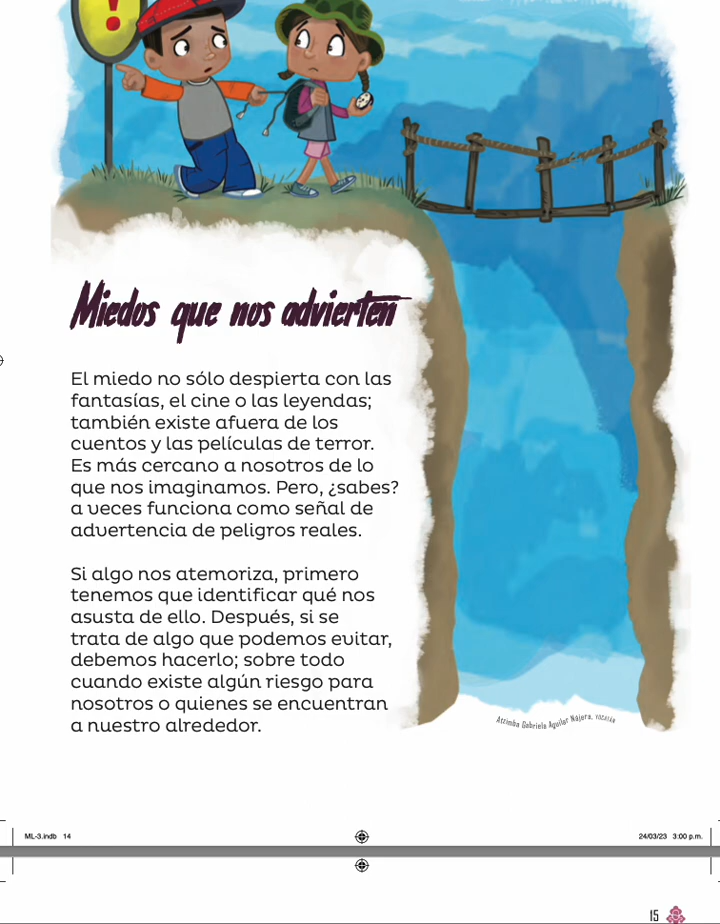 !
Miedos que nos advierten
El miedo no sólo despierta con las
fantasías, el cine o las leyendas;
también existe afuera de los
cuentos y las películas de terror.
Es más cercano a nosotros de lo
que nos imaginamos. Pero, ¿sabes?
a veces funciona como señal de
advertencia de peligros reales.
Si algo nos atemoriza, primero
tenemos que identificar qué nos
asusta de ello. Después, si se
trata de algo que podemos evitar,
debemos hacerlo; sobre todo
cuando existe algún riesgo para
nosotros o quienes se encuentran
a nuestro alrededor.
Atzimba Gabriela Aguilar Nájera, YUCATÁN
ML-3.indb 14
24/03/23 3:00 p.m.
15